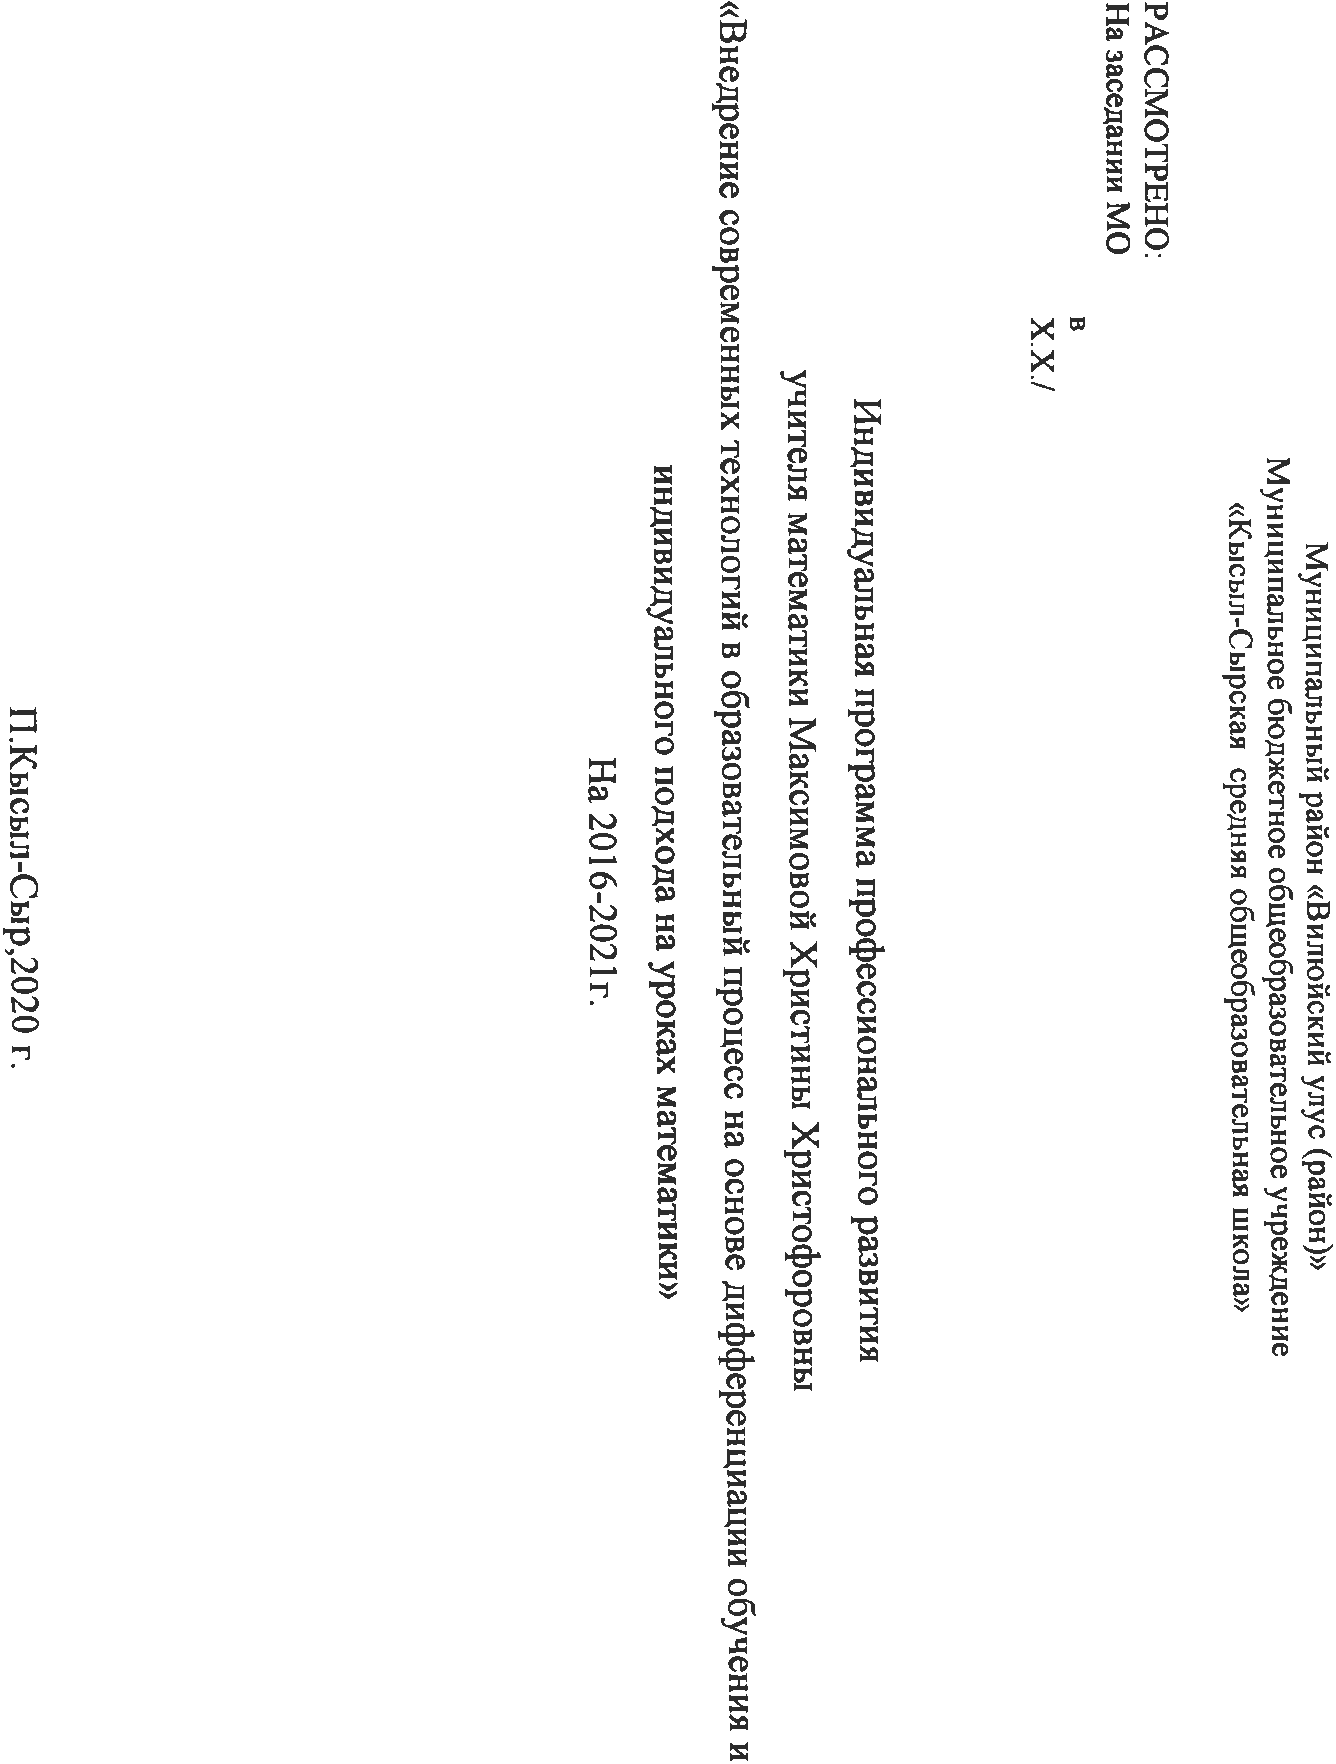 Муниципальный район «Вилюйский улус (район)»
Муниципальное бюджетное общеобразовательное учреждение
«Кысыл-Сырская средняя общеобразовательная школа»
РАССМОТРЕНО:
На заседании МО
в
Х.Х./
Индивидуальная программа профессионального развития
учителя математики Максимовой Христины Христофоровны
«Внедрение современных технологий в образовательный процесс на основе дифференциации обучения и
индивидуального подхода на уроках математики»
На 2016-2021г.
П.Кысыл-Сыр,2020 г.